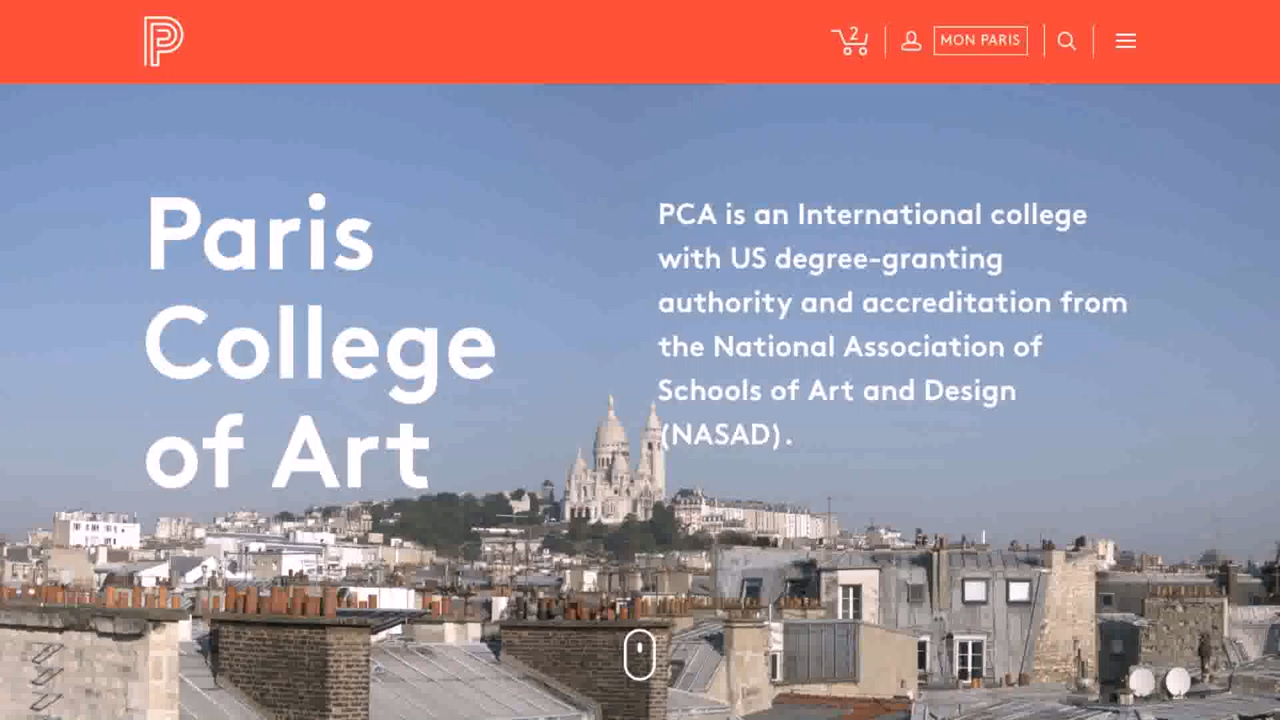 2
MON PARIS
Paris
College
of Art
PCA is an International college
with US degree-granting
authority and accreditation from
the National Association of
Schools of Art and Design
(NASAD).